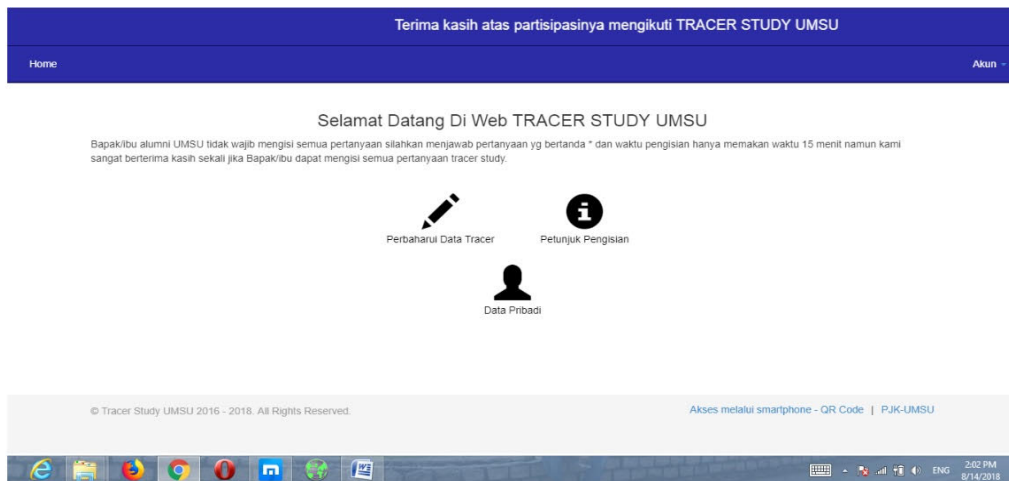 Terima kasih atas partisipasinya mengikuti TRACER STUDY UMSU
Home
Akun
Selamat Datang Di Web TRACER STUDY UMSU
Bapak/ibu alumni UMSU tidak wajib mengisi semua pertanyaan silahkan menjawab pertanyaan yg bertanda * dan waktu pengisian hanya memakan waktu 15 menit namun kami
sangat berterima kasih sekali jika Bapak/ibu dapat mengisi semua pertanyaan tracer study.
Perbaharui Data Tracer
Petunjuk Pengisian
Data Pribadi
© Tracer Study UMSU 2016 - 2018. All Rights Reserved.
Akses melalui smartphone - QR Code | PJK-UMSU
ENG
2:02 PM
8/14/2018